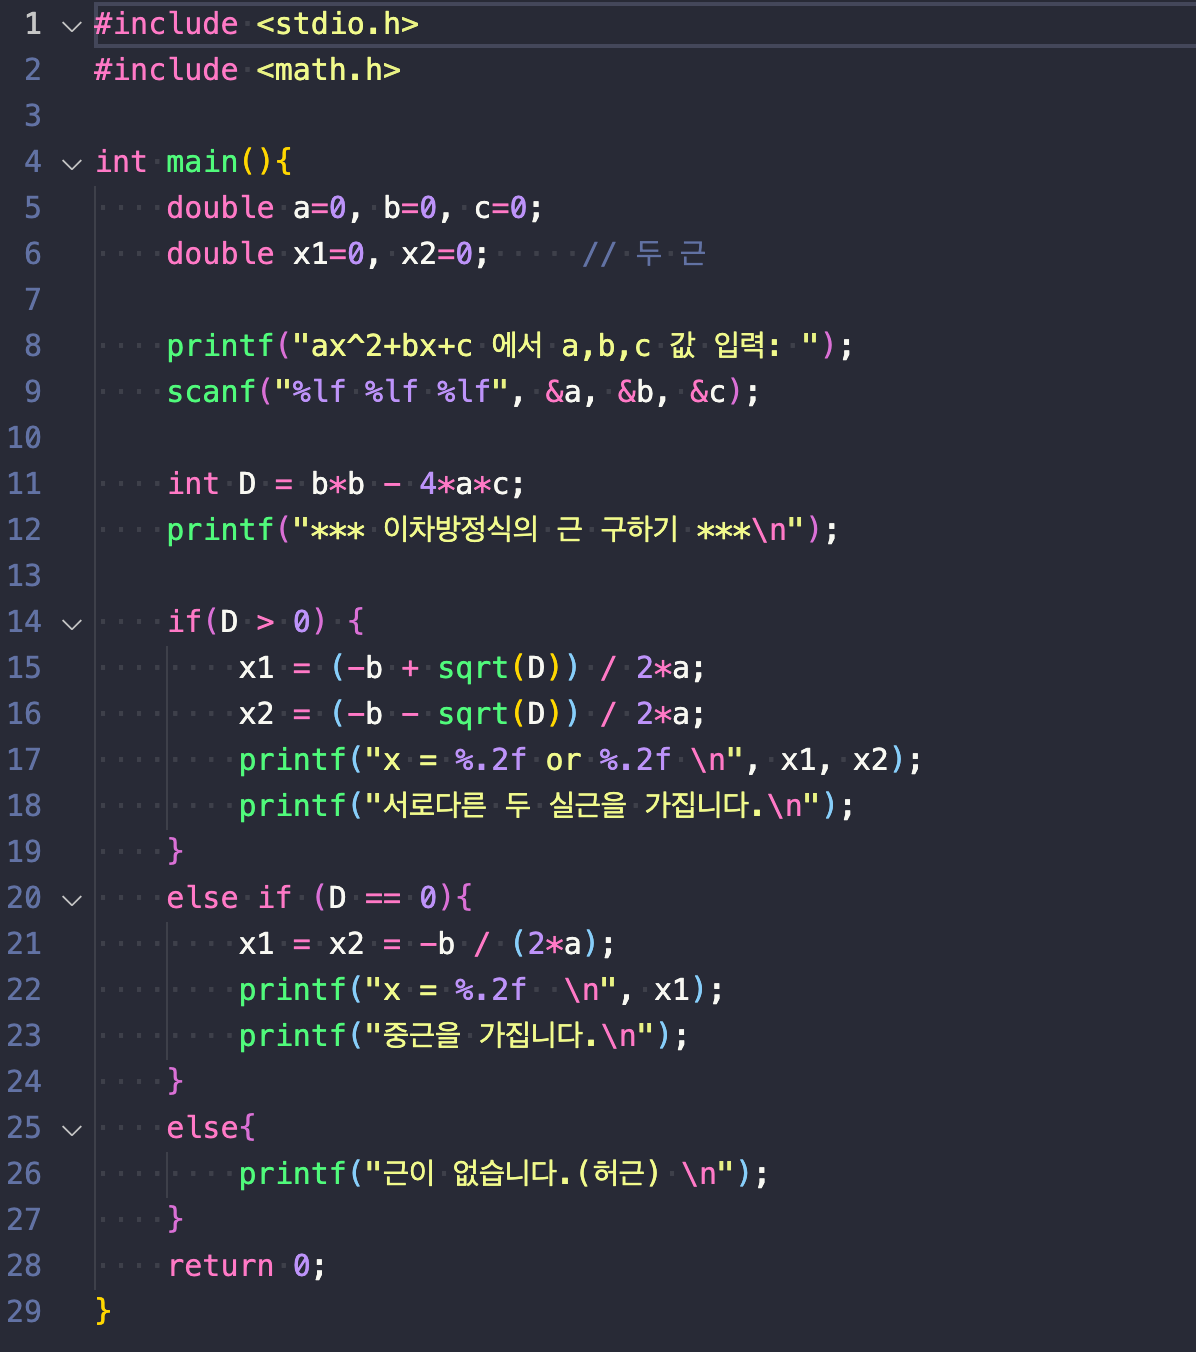 1 #include <stdio.h>
2 #include <math.h>
3
4 int main(){
5     double a=0, b=0, c=0;
6     double x1=0, x2=0;     // 두 근
7
8     printf("ax^2+bx+c 에서 a,b,c 값 입력: ");
9     scanf("%lf %lf %lf", &a, &b, &c);
10
11     int D = b*b - 4*a*c;
12     printf("*** 이차방정식의 근 구하기 ***\n");
13
14     if(D > 0) {
15         x1 = (-b + sqrt(D)) / 2*a;
16         x2 = (-b - sqrt(D)) / 2*a;
17         printf("x = %.2f or %.2f \n", x1, x2);
18         printf("서로다른 두 실근을 가집니다.\n");
19     }
20     else if (D == 0){
21         x1 = x2 = -b / (2*a);
22         printf("x = %.2f  \n", x1);
23         printf("중근을 가집니다.\n");
24     }
25     else{
26         printf("근이 없습니다.(허근) \n");
27     }
28     return 0;
29 }